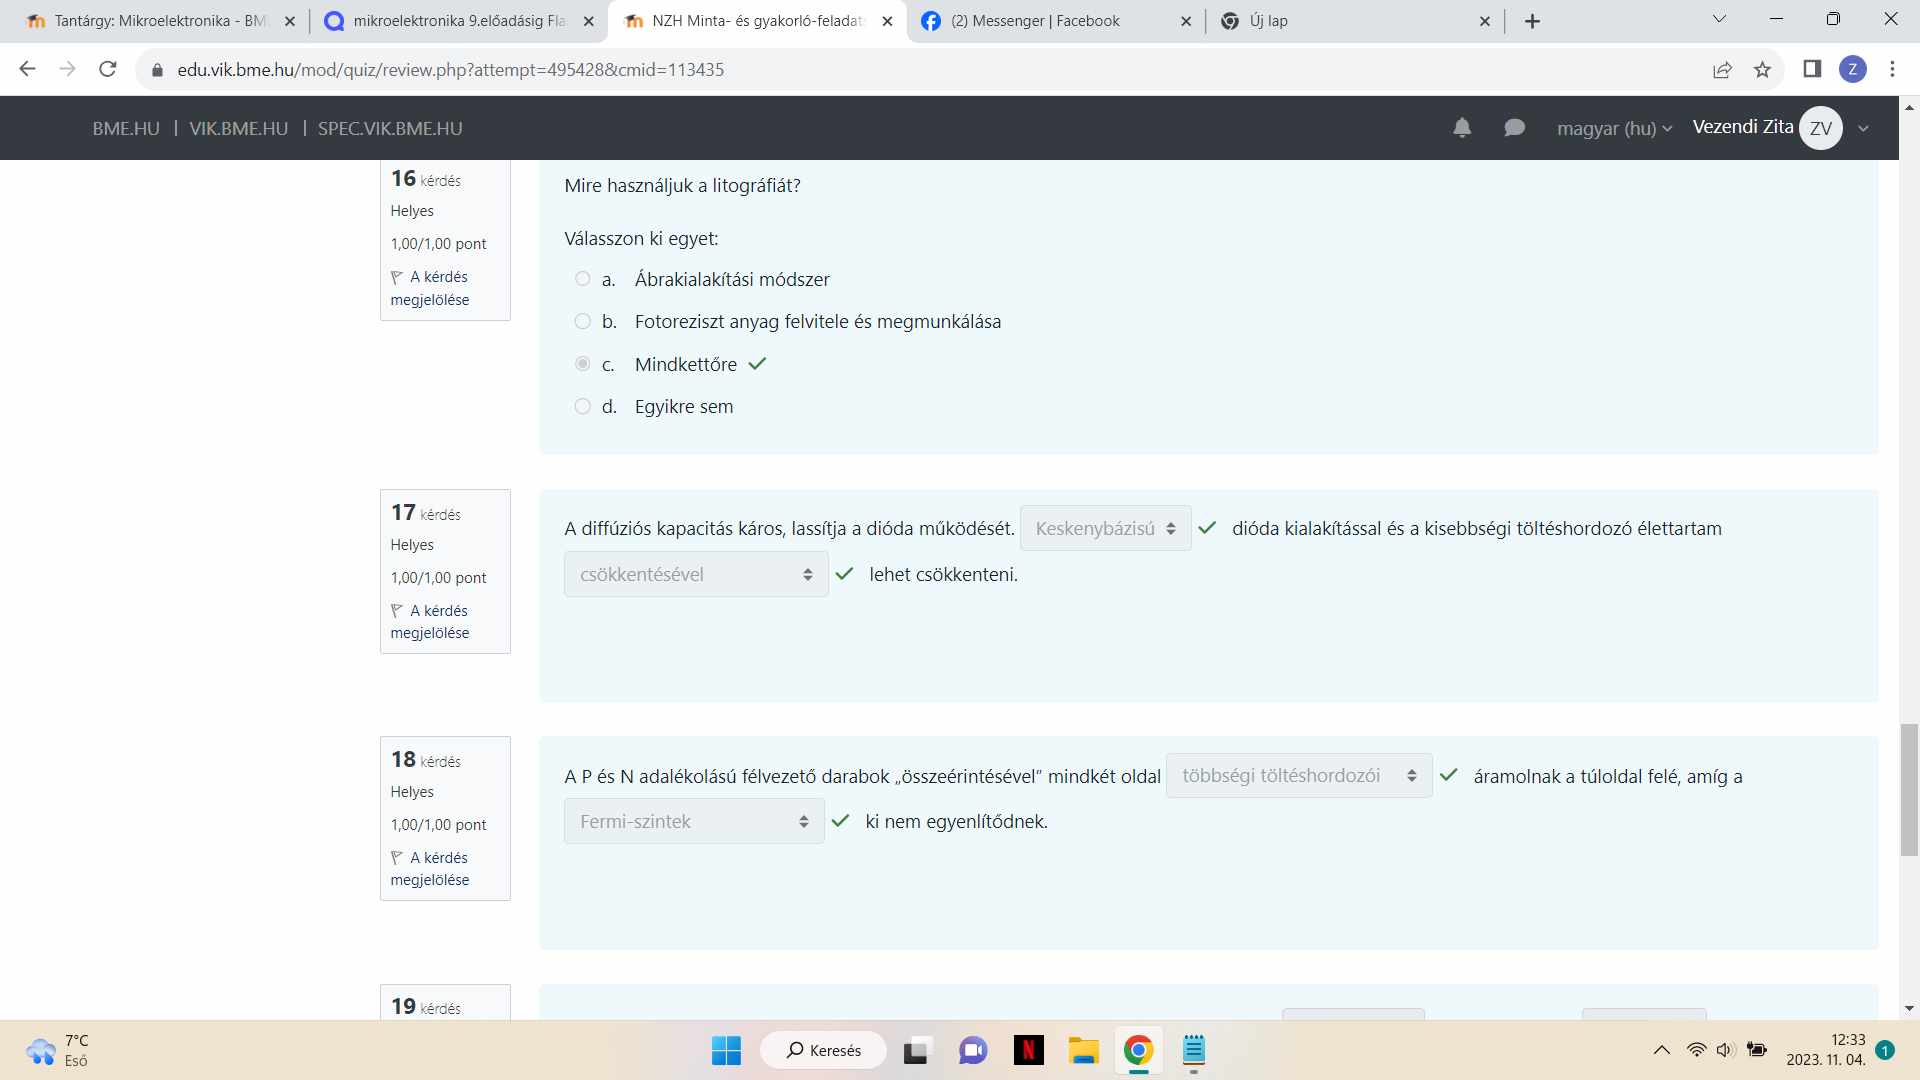 Tantárgy: Mikroelektronika - BM
mikroelektronika 9.előadásig Fla
NZH Minta- és gyakorló-feladat
(2) Messenger | Facebook
Új lap
edu.vik.bme.hu/mod/quiz/review.php?attempt=495428&cmid=113435
Z
BME.HU | VIK.BME.HU | SPEC.VIK.BME.HU
magyar (hu)
Vezendi Zita
ZV
16 kérdés
Helyes
1,00/1,00 pont
A kérdés
megjelölése
Mire használjuk a litográfiát?
Válasszon ki egyet:
a. Ábrakialakítási módszer
b. Fotoreziszt anyag felvitele és megmunkálása
c. Mindkettőre
d. Egyikre sem
17 kérdés
Helyes
1,00/1,00 pont
A kérdés
megjelölése
A diffúziós kapacitás káros, lassítja a dióda működését. Keskenybázisú dióda kialakítással és a kisebbségi töltéshordozó élettartam
csökkentésével lehet csökkenteni.
18 kérdés
Helyes
1,00/1,00 pont
A kérdés
megjelölése
A P és N adalékolású félvezető darabok „összeérintésével” mindkét oldal többségi töltéshordozói áramolnak a túloldal felé, amíg a
Fermi-szintek ki nem egyenlítődnek.
19 kérdés
7°C
Eső
Keresés
N
12:33
2023. 11. 04.
1